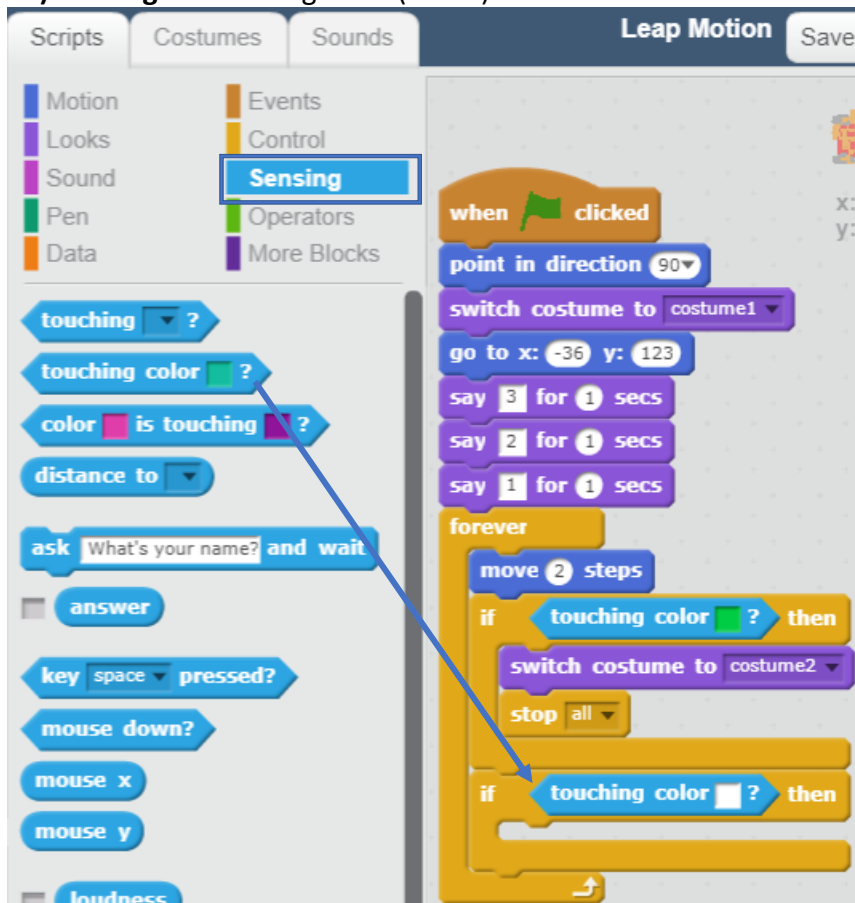 Scripts Costumes Sounds
Leap Motion Save
Motion Events
Looks Control
Sound Sensing
Pen Operators
Data More Blocks
touching ?
touching color ?
color is touching ?
distance to
ask What's your name? and wait
answer
key space pressed?
mouse down?
mouse x
mouse y
loudness
x:
y:
when clicked
point in direction 90
switch costume to costume1
go to x: -36 y: 123
say 3 for 1 secs
say 2 for 1 secs
say 1 for 1 secs
forever
move 2 steps
if touching color ? then
switch costume to costume2
stop all
if touching color ? then